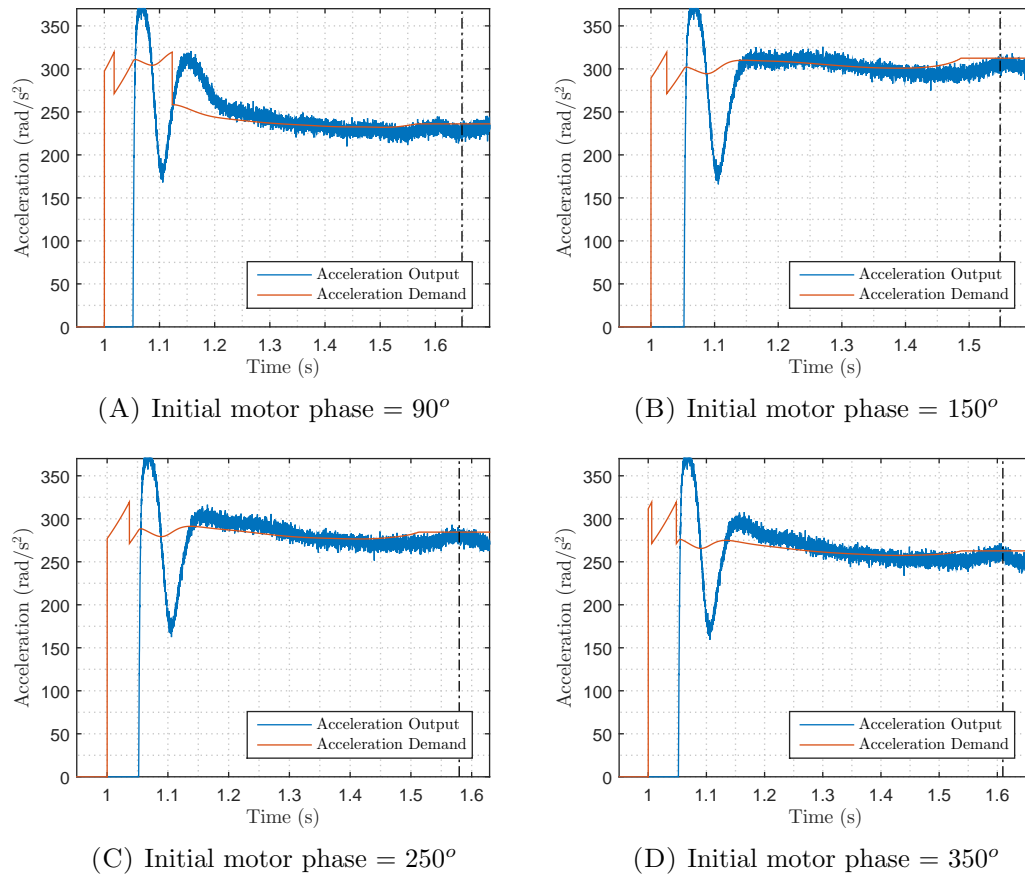 350
300
250
200
150
100
50
0
Acceleration (rad/s²)
Acceleration Output
Acceleration Demand
1 1.1 1.2 1.3 1.4 1.5 1.6
Time (s)
(A) Initial motor phase = 90°
350
300
250
200
150
100
50
0
Acceleration (rad/s²)
Acceleration Output
Acceleration Demand
1 1.1 1.2 1.3 1.4 1.5
Time (s)
(B) Initial motor phase = 150°
350
300
250
200
150
100
50
0
Acceleration (rad/s²)
Acceleration Output
Acceleration Demand
1 1.1 1.2 1.3 1.4 1.5 1.6
Time (s)
(C) Initial motor phase = 250°
350
300
250
200
150
100
50
0
Acceleration (rad/s²)
Acceleration Output
Acceleration Demand
1 1.1 1.2 1.3 1.4 1.5 1.6
Time (s)
(D) Initial motor phase = 350°